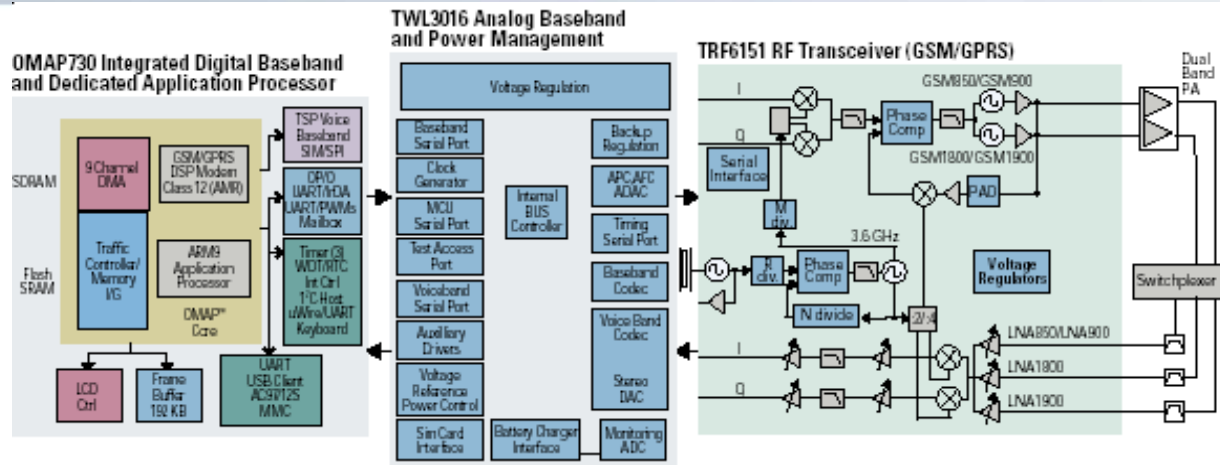 TWL3016 Analog Baseband
and Power Management
OMAP730 Integrated Digital Baseband
and Dedicated Application Processor
TRF6151 RF Transceiver (GSM/GPRS)
Dual
Band
PA
SDRAM
Flash
SRAM
9 Channel
DMA
GSM/GPRS
DSP Modem
Class 12 (AMR)
Traffic
Controller/
Memory
I/G
ARM9
Application
Processor
OMAP™
Core
LCD
Ctrl
Frame
Buffer
192 KB
TSP Voice
Baseband
SIM/SPI
UART/IrDA
UART/PWMs
Mailbox
Timer (3)
WDT/RTC
Int Ctrl
I²C-Host
uWire/UART
Keyboard
UART
USB Client
AC97/12S
MMC
Voltage Regulation
Baseband
Serial Port
Clock
Generator
MCU
Serial Port
Test Access
Port
Voiceband
Serial Port
Auxilliary
Drivers
Voltage
Reference
Power Control
Sim Card
Interface
Internal
BUS
Controller
Battery Charger
Interface
Backup
Regulation
APC,AFC
ADAC
Timing
Serial Port
Baseband
Codec
Voice Band
Codec
Stereo
DAC
Monitoring
ADC
I
Q
Serial
Interface
M
div.
GSM850/GSM900
Phase
Comp
GSM1800/GSM1900
PAD
3.6 GHz
R
div.
Phase
Comp
N divide
:2/:4
Voltage
Regulators
Switchplexer
I
Q
LNA850/LNA900
LNA1800
LNA1900